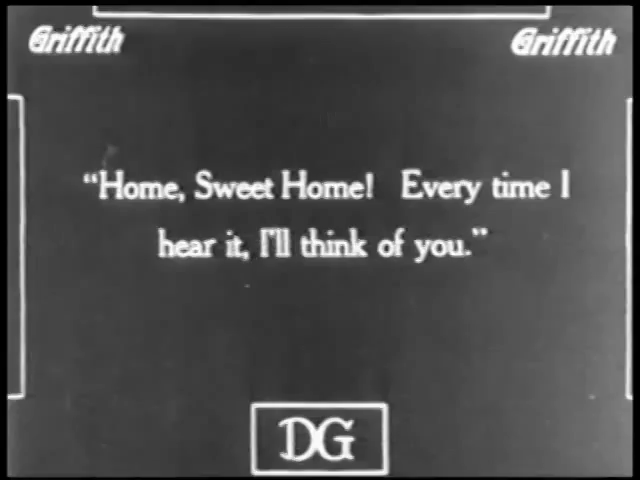 Griffith Griffith
“Home, Sweet Home! Every time I
hear it, I'll think of you.”
DG